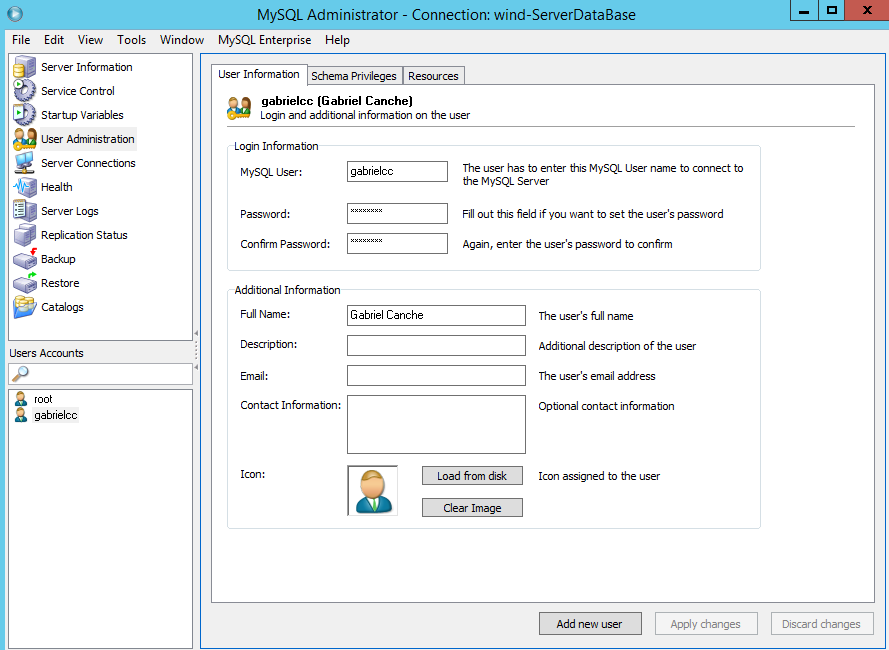 MySQL Administrator - Connection: wind-ServerDataBase
File Edit View Tools Window MySQL Enterprise Help
Server Information
Service Control
Startup Variables
User Administration
Server Connections
Health
Server Logs
Replication Status
Backup
Restore
Catalogs
Users Accounts
root
gabrielcc
User Information Schema Privileges Resources
gabrielcc (Gabriel Canche)
Login and additional information on the user
Login Information
MySQL User: gabrielcc The user has to enter this MySQL User name to connect to
the MySQL Server
Password: ******** Fill out this field if you want to set the user's password
Confirm Password: ******** Again, enter the user's password to confirm
Additional Information
Full Name: Gabriel Canche The user's full name
Description: Additional description of the user
Email: The user's email address
Contact Information: Optional contact information
Icon: Load from disk Icon assigned to the user
Clear Image
Add new user Apply changes Discard changes